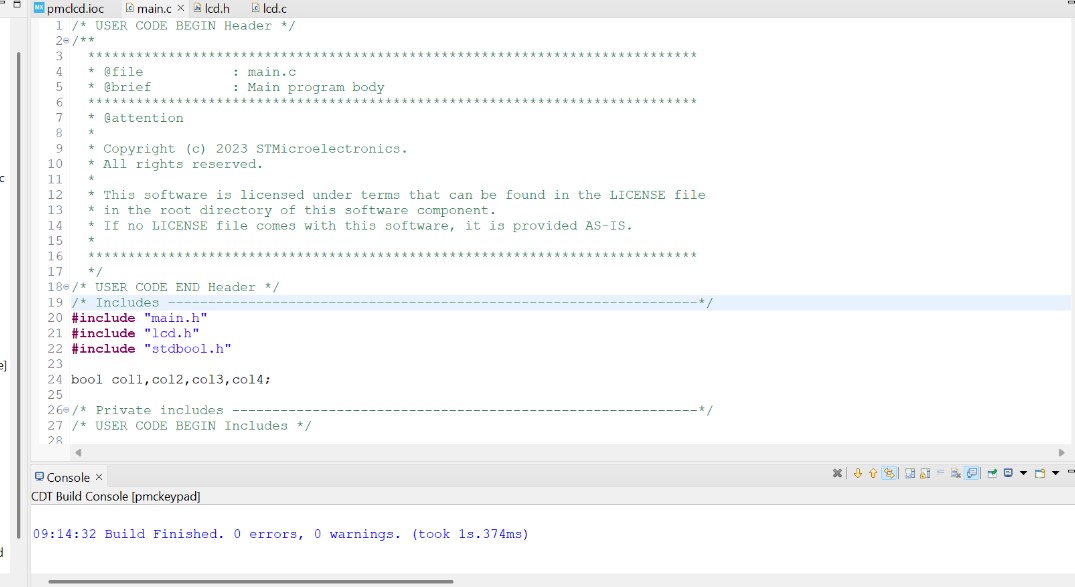 pmclcd.ioc main.c × lcd.h lcd.c
1 /* USER CODE BEGIN Header */
2 /**
3 ******************************************************************************
4 * @file : main.c
5 * @brief : Main program body
6 ******************************************************************************
7 * @attention
8 *
9 * Copyright (c) 2023 STMicroelectronics.
10 * All rights reserved.
11 *
12 * This software is licensed under terms that can be found in the LICENSE file
13 * in the root directory of this software component.
14 * If no LICENSE file comes with this software, it is provided AS-IS.
15 *
16 ******************************************************************************
17 */
18 /* USER CODE END Header */
19 /* Includes ------------------------------------------------------------------*/
20 #include "main.h"
21 #include "lcd.h"
22 #include "stdbool.h"
23
24 bool col1,col2,col3,col4;
25
26 /* Private includes ----------------------------------------------------------*/
27 /* USER CODE BEGIN Includes */
28
Console ×
CDT Build Console [pmckeypad]
09:14:32 Build Finished. 0 errors, 0 warnings. (took 1s.374ms)